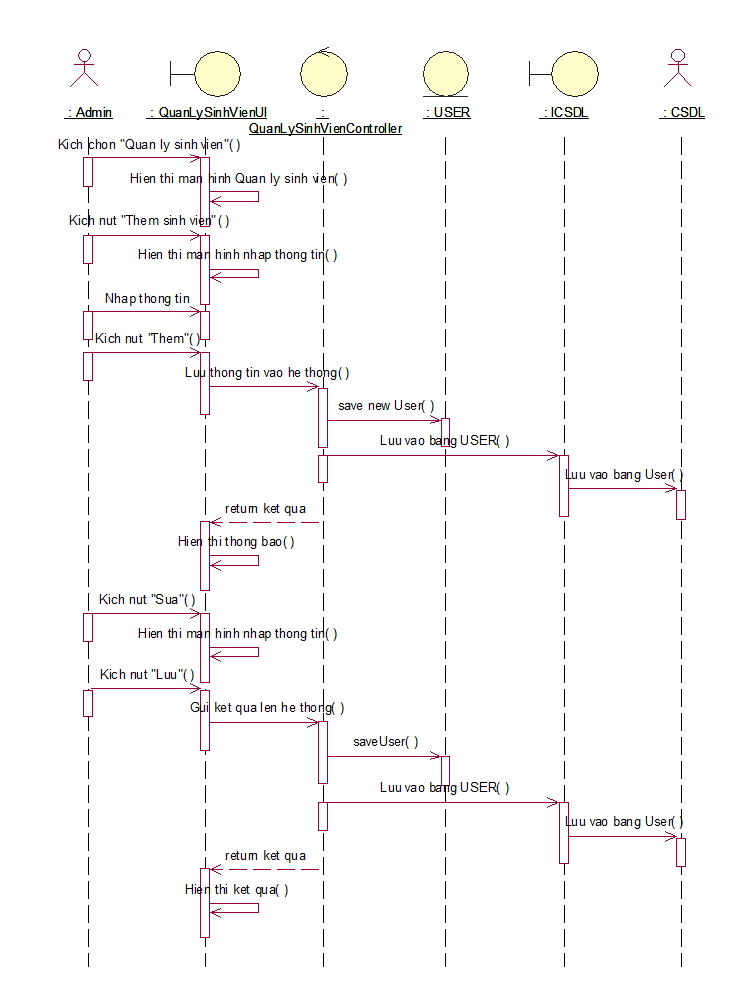 : Admin
: QuanLySinhVienUI
:
QuanLySinhVienController
: USER
: ICSDL
: CSDL
Kich chon "Quan ly sinh vien"( )
Hien thi man hinh Quan ly sinh vien( )
Kich nut "Them sinh vien"( )
Hien thi man hinh nhap thong tin( )
Nhap thong tin
Kich nut "Them"( )
Luu thong tin vao he thong( )
save new User( )
Luu vao bang USER( )
Luu vao bang User( )
return ket qua
Hien thi thong bao( )
Kich nut "Sua"( )
Hien thi man hinh nhap thong tin( )
Kich nut "Luu"( )
Gui ket qua len he thong( )
saveUser( )
Luu vao bang USER( )
Luu vao bang User( )
return ket qua
Hien thi ket qua( )